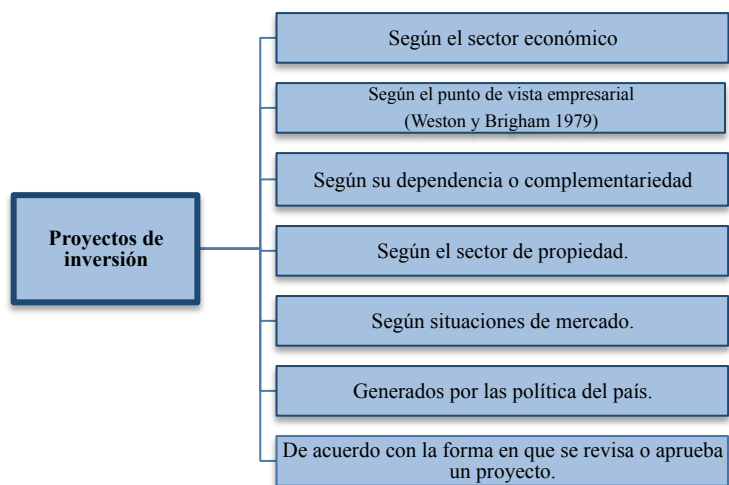 Según el sector económico
Según el punto de vista empresarial
(Weston y Brigham 1979)
Según su dependencia o complementariedad
Proyectos de
inversión
Según el sector de propiedad.
Según situaciones de mercado.
Generados por las política del país.
De acuerdo con la forma en que se revisa o aprueba
un proyecto.